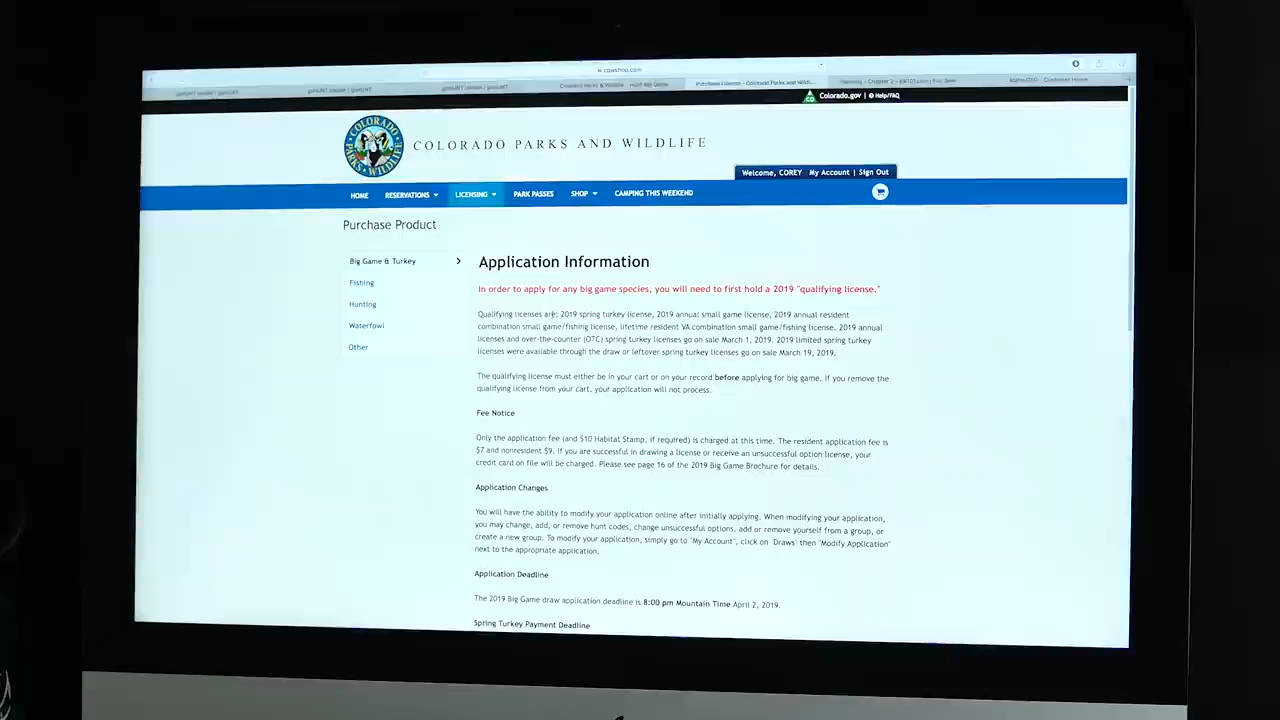 cpwshop.com
Colorado.gov | Help/FAQ
COLORADO PARKS AND WILDLIFE
COLORADO
PARKS WILDLIFE
Welcome, COREY My Account | Sign Out
HOME RESERVATIONS LICENSING PARK PASSES SHOP CAMPING THIS WEEKEND
Purchase Product
Big Game & Turkey
Fishing
Hunting
Waterfowl
Other
Application Information
In order to apply for any big game species, you will need to first hold a 2019 "qualifying license."
Qualifying licenses are: 2019 spring turkey license, 2019 annual small game license, 2019 annual resident
combination small game/fishing license, lifetime resident VA combination small game/fishing license. 2019 annual
licenses and over-the-counter (OTC) spring turkey licenses go on sale March 1, 2019. 2019 limited spring turkey
licenses were available through the draw or leftover spring turkey licenses go on sale March 19, 2019.
The qualifying license must either be in your cart or on your record before applying for big game. If you remove the
qualifying license from your cart, your application will not process.
Fee Notice
Only the application fee (and $10 Habitat Stamp, if required) is charged at this time. The resident application fee is
$7 and nonresident $9. If you are successful in drawing a license or receive an unsuccessful option license, your
credit card on file will be charged. Please see page 16 of the 2019 Big Game Brochure for details.
Application Changes
You will have the ability to modify your application online after initially applying. When modifying your application,
you may change, add, or remove hunt codes, change unsuccessful options, add or remove yourself from a group, or
create a new group. To modify your application, simply go to "My Account", click on 'Draws' then "Modify Application"
next to the appropriate application.
Application Deadline
The 2019 Big Game draw application deadline is 8:00 pm Mountain Time April 2, 2019.
Spring Turkey Payment Deadline